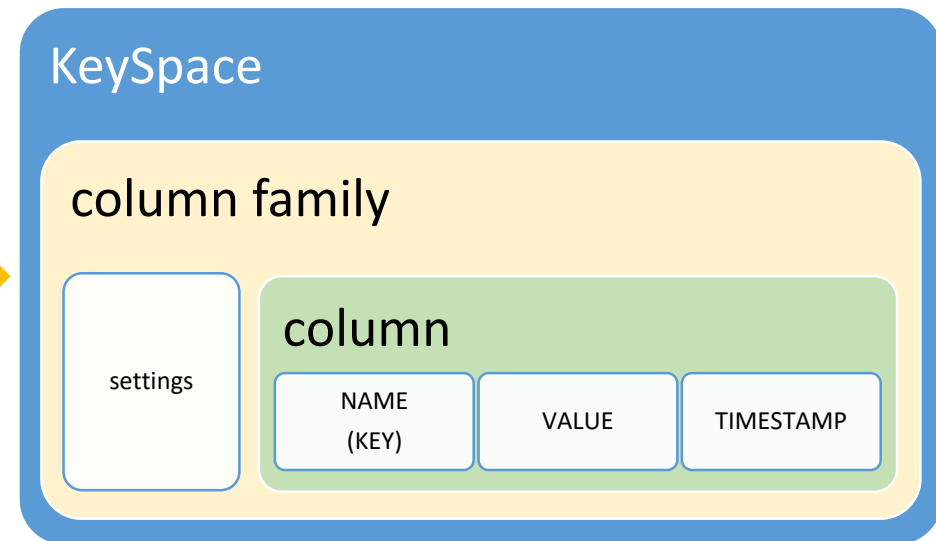 KeySpace
column family
settings
column
NAME
(KEY)
VALUE
TIMESTAMP